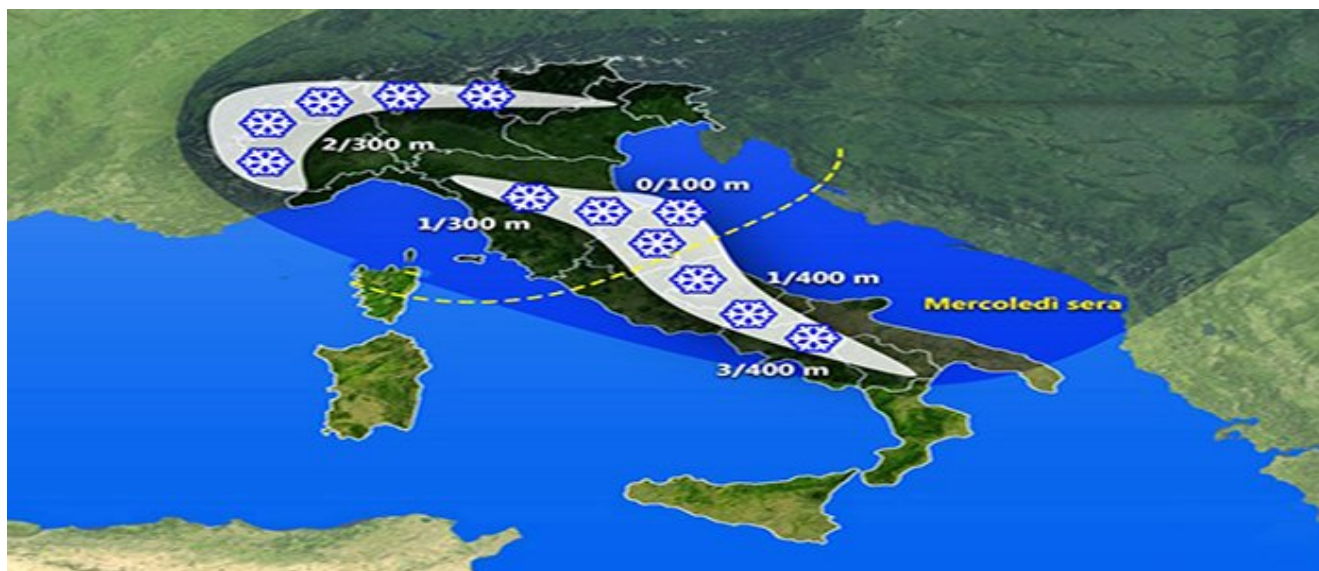 2/300 m
0/100 m
1/300 m
1/400 m
Mercoledì sera
3/400 m